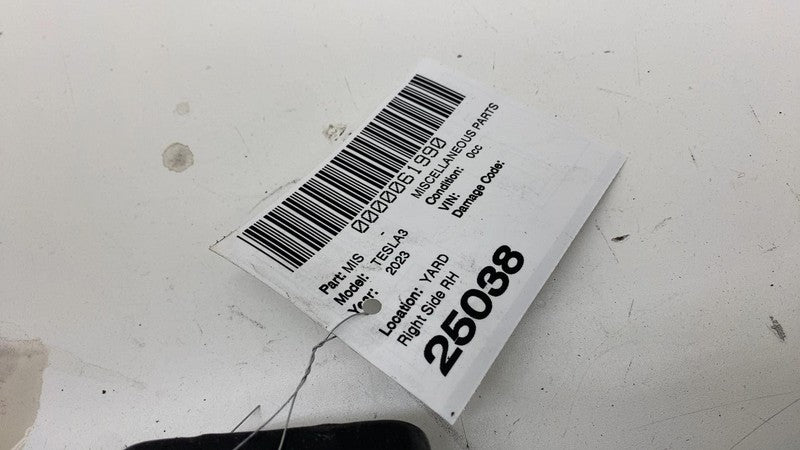 0000061990
Part: MIS - MISCELLANEOUS PARTS
Model: TESLA3 Condition: 0cc
Year: 2023 VIN:
Damage Code:
Location: YARD
Right Side RH
25038